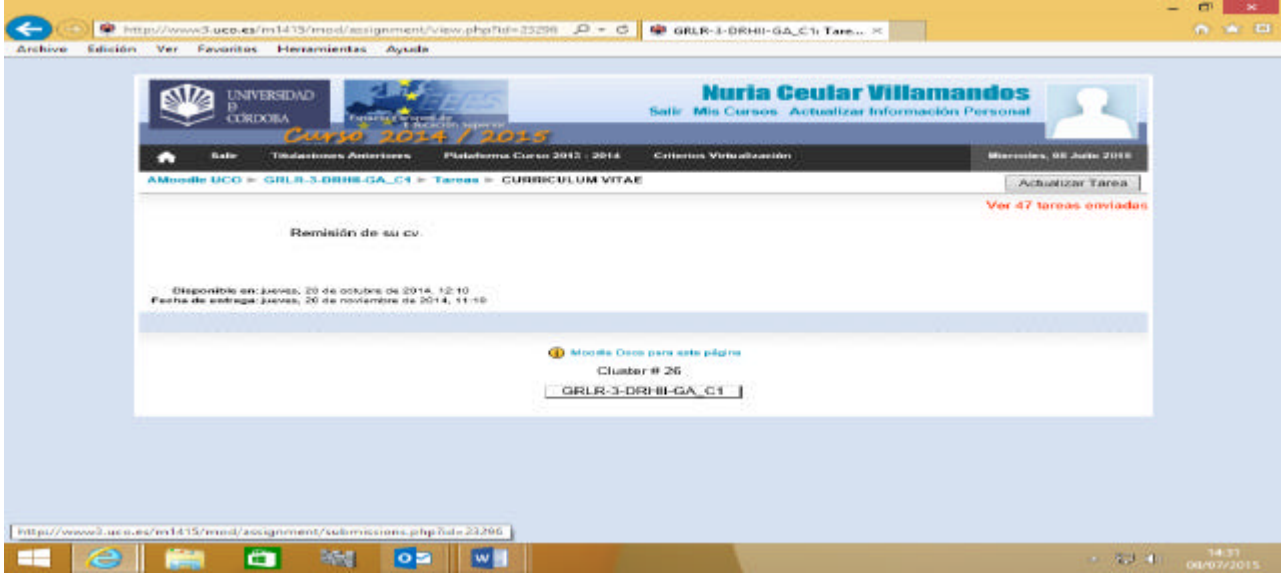 http://www3.uco.es/m1415/mod/assignment/view.php?id=23296
GRLR-3-DRHII-GA_C1: Tare...
Archivo Edición Ver Favoritos Herramientas Ayuda
UNIVERSIDAD
D
CÓRDOBA
Curso 2014 / 2015
Nuria Ceular Villamandos
Salir Mis Cursos Actualizar Información Personal
Salir Titulaciones Anteriores Plataforma Curso 2013 - 2014 Criterios Virtualización Miercoles, 08 Julio 2015
AMoodle UCO ► GRLR-3-DRHII-GA_C1 ► Tareas ► CURRICULUM VITAE
Actualizar Tarea
Ver 47 tareas enviadas
Remisión de su cv.
Disponible en: jueves, 20 de octubre de 2014, 12:10
Fecha de entrega: jueves, 20 de noviembre de 2014, 11:10
Moodle Docs para esta página
Cluster # 26
GRLR-3-DRHII-GA_C1
http://www3.uco.es/m1415/mod/assignment/submissions.php?id=23296
14:31
08/07/2015